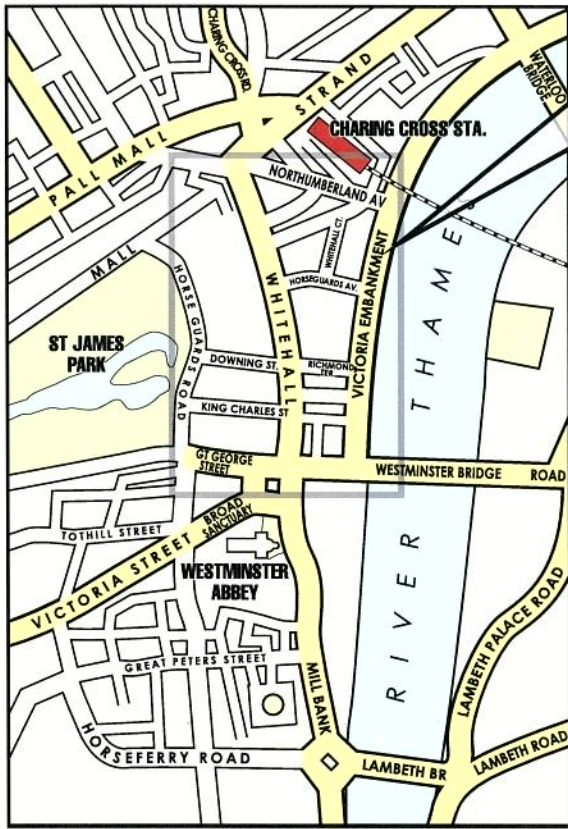 CHARING CROSS RD.
STRAND
WATERLOO
BRIDGE
CHARING CROSS STA.
PALL MALL
NORTHUMBERLAND AV
MALL
WHITEHALL CT.
HORSEGUARDS AV.
VICTORIA EMBANKMENT
HORSE GUARDS ROAD
WHITEHALL
ST JAMES
PARK
DOWNING ST.
RICHMOND
TER
KING CHARLES ST
GT GEORGE
STREET
WESTMINSTER BRIDGE ROAD
RIVER THAMES
TOTHILL STREET
BROAD
SANCTUARY
VICTORIA STREET
WESTMINSTER
ABBEY
GREAT PETERS STREET
MILL BANK
LAMBETH PALACE ROAD
HORSEFERRY ROAD
LAMBETH BR
LAMBETH ROAD